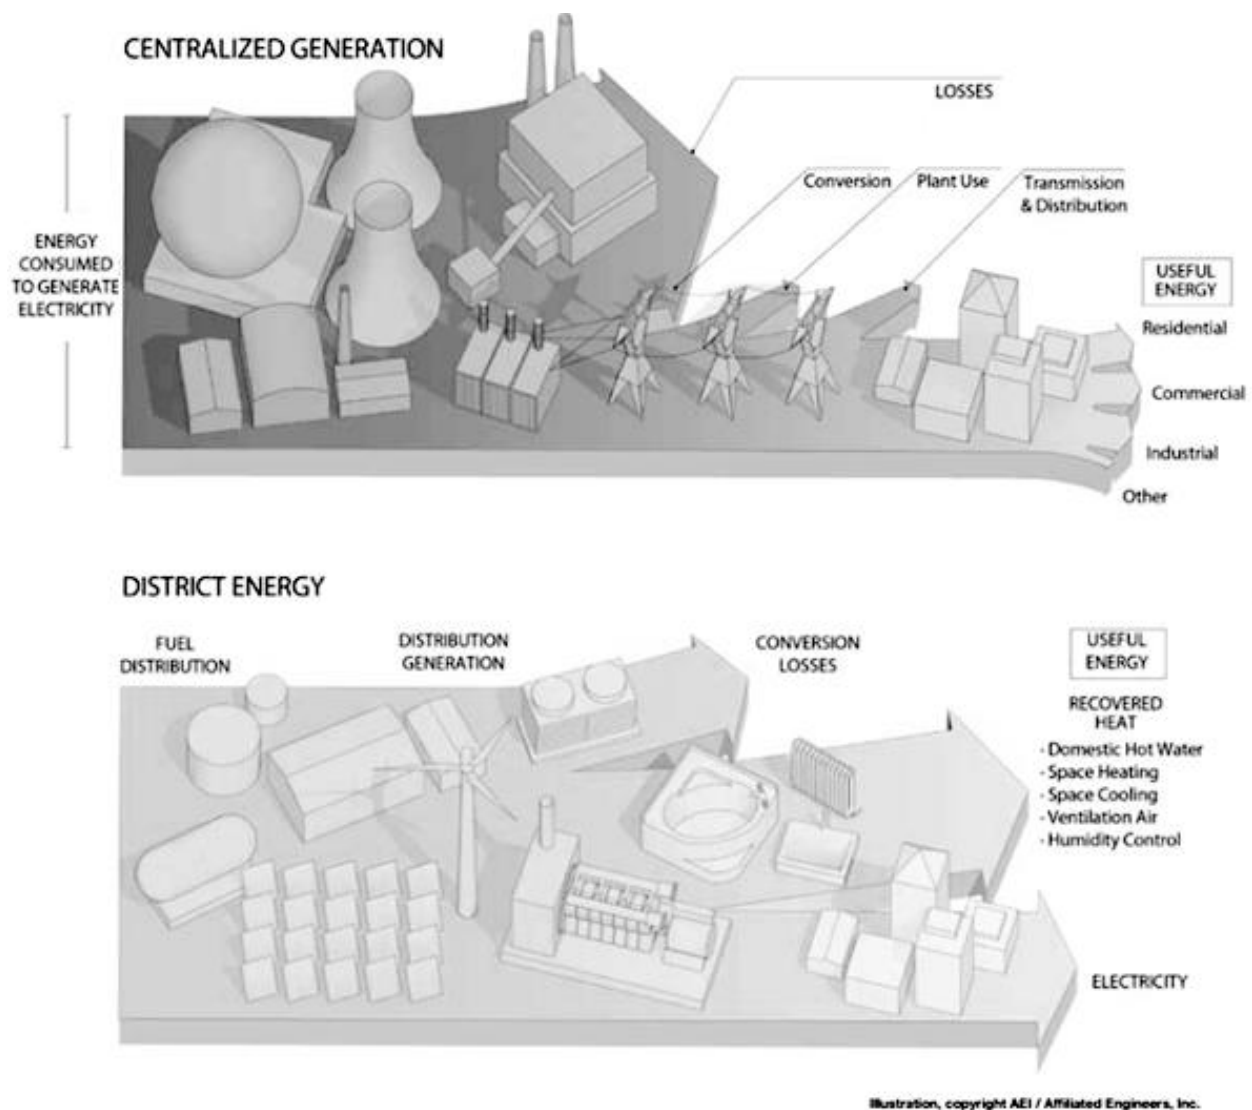 CENTRALIZED GENERATION
LOSSES
Conversion
Plant Use
Transmission
& Distribution
ENERGY
CONSUMED
TO GENERATE
ELECTRICITY
USEFUL
ENERGY
Residential
Commercial
Industrial
Other
DISTRICT ENERGY
FUEL
DISTRIBUTION
DISTRIBUTION
GENERATION
CONVERSION
LOSSES
USEFUL
ENERGY
RECOVERED
HEAT
· Domestic Hot Water
· Space Heating
· Space Cooling
· Ventilation Air
· Humidity Control
ELECTRICITY
Illustration, copyright AEI / Affiliated Engineers, Inc.